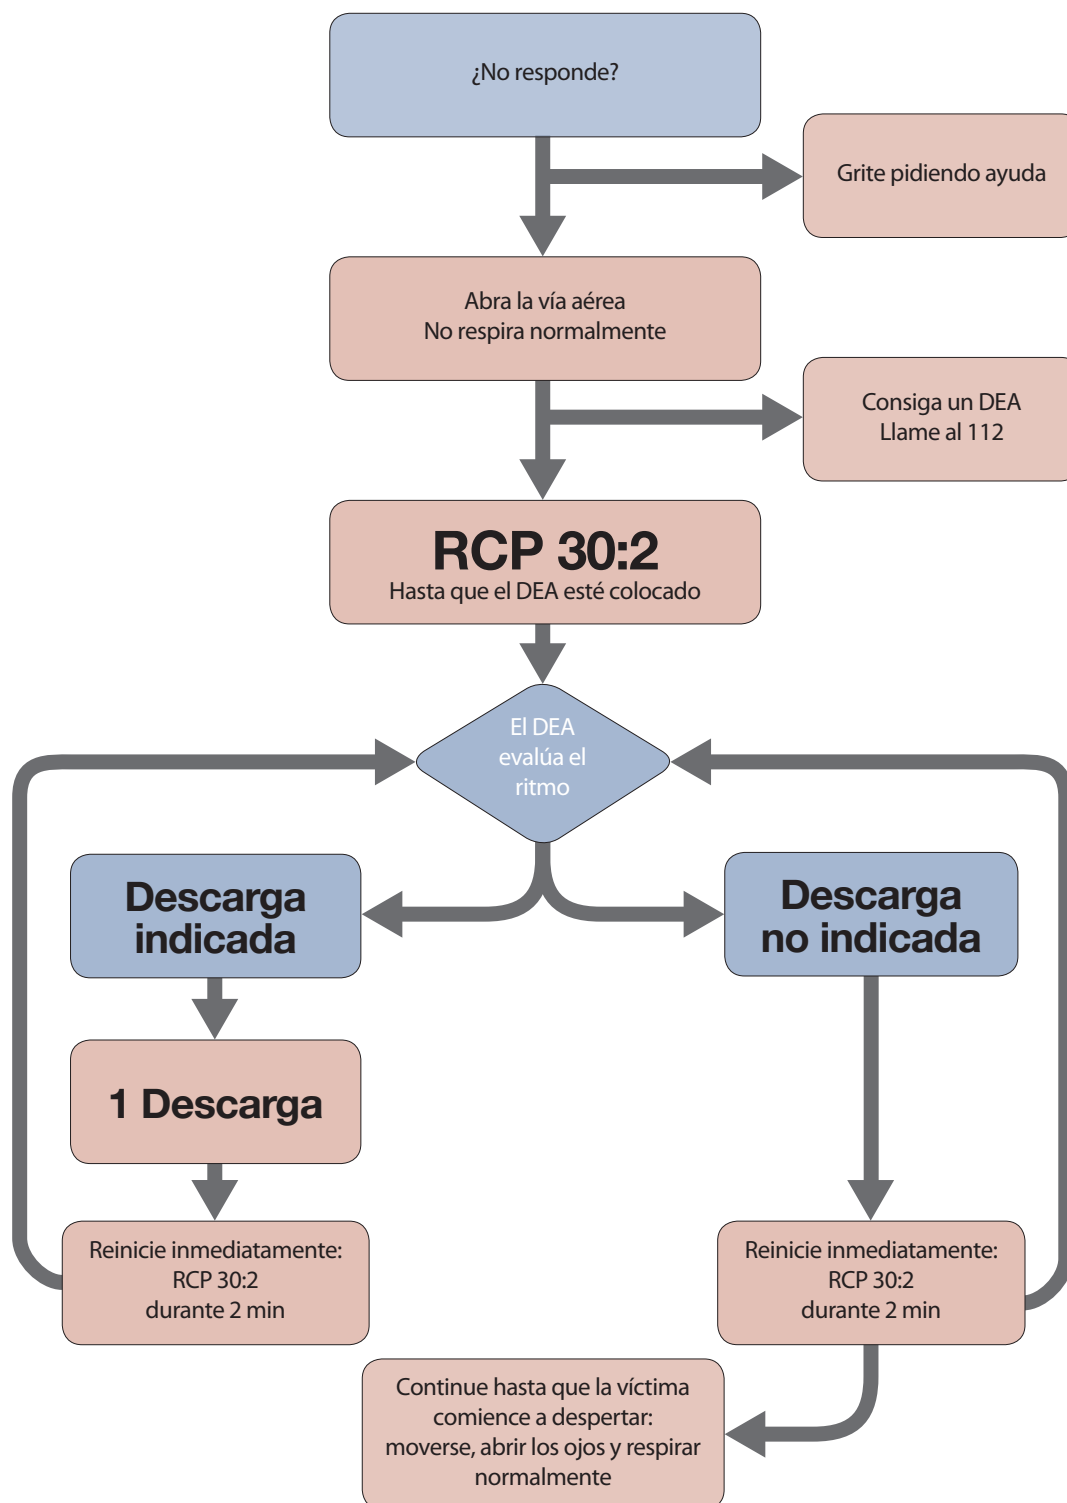 ¿No responde?
Grite pidiendo ayuda
Abra la vía aérea
No respira normalmente
Consiga un DEA
Llame al 112
RCP 30:2
Hasta que el DEA esté colocado
El DEA
evalúa el
ritmo
Descarga
indicada
Descarga
no indicada
1 Descarga
Reinicie inmediatamente:
RCP 30:2
durante 2 min
Reinicie inmediatamente:
RCP 30:2
durante 2 min
Continue hasta que la víctima
comience a despertar:
moverse, abrir los ojos y respirar
normalmente